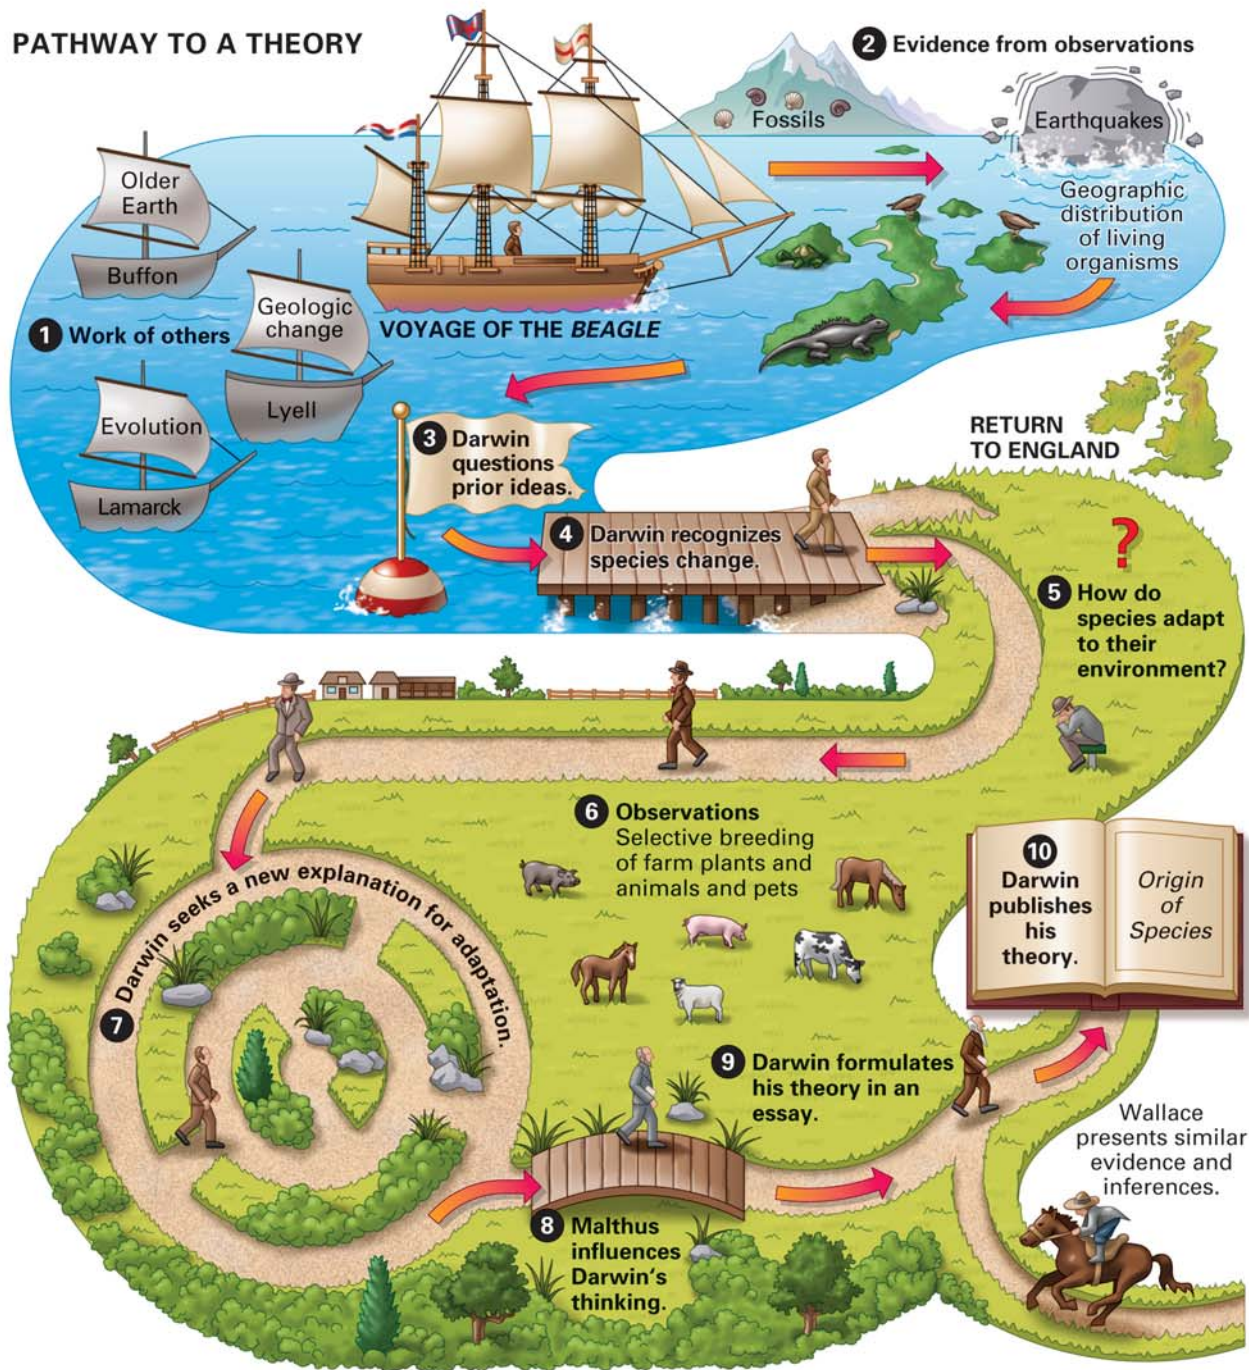 PATHWAY TO A THEORY
2 Evidence from observations
Fossils
Earthquakes
Geographic
distribution
of living
organisms
Older
Earth
Buffon
Geologic
change
Lyell
1 Work of others
Evolution
Lamarck
VOYAGE OF THE BEAGLE
3 Darwin
questions
prior ideas.
4 Darwin recognizes
species change.
RETURN
TO ENGLAND
?
5 How do
species adapt
to their
environment?
6 Observations
Selective breeding
of farm plants and
animals and pets
7 Darwin seeks a new explanation for adaptation.
8 Malthus
influences
Darwin's
thinking.
9 Darwin formulates
his theory in an
essay.
10
Darwin
publishes
his
theory.
Origin
of
Species
Wallace
presents similar
evidence and
inferences.